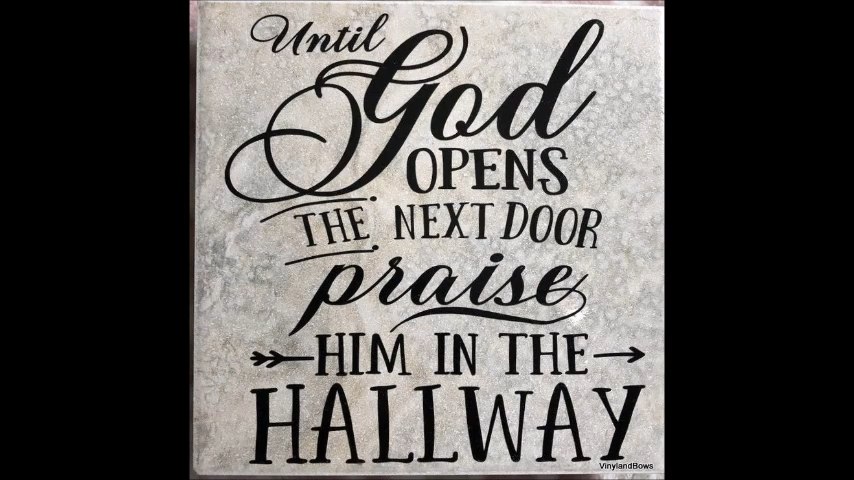 Until
God
OPENS
THE NEXT DOOR
praise
HIM IN THE
HALLWAY
VinylandBows